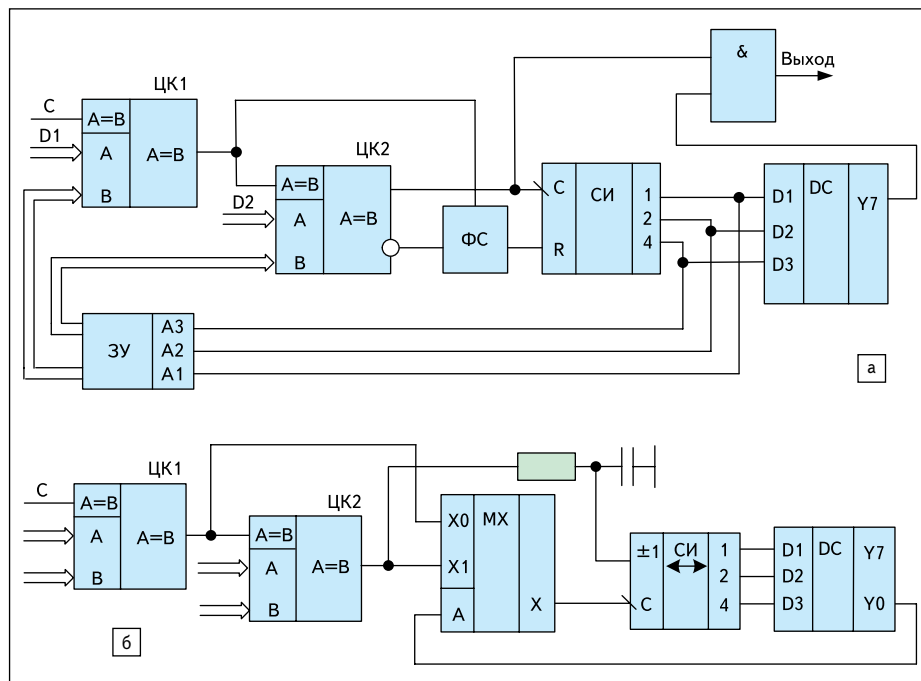 ЦК1
C
D1
A=B
A
B
A=B
ЦК2
D2
A=B
A
B
A=B
ФС
C
R
СИ
1
2
4
&
Выход
D1
D2
D3
DC
Y7
ЗУ
A3
A2
A1
а
ЦК1
C
A=B
A
B
A=B
ЦК2
A=B
A
B
A=B
X0
X1
A
MX
X
±1
C
СИ
1
2
4
D1
D2
D3
DC
Y7
Y0
б